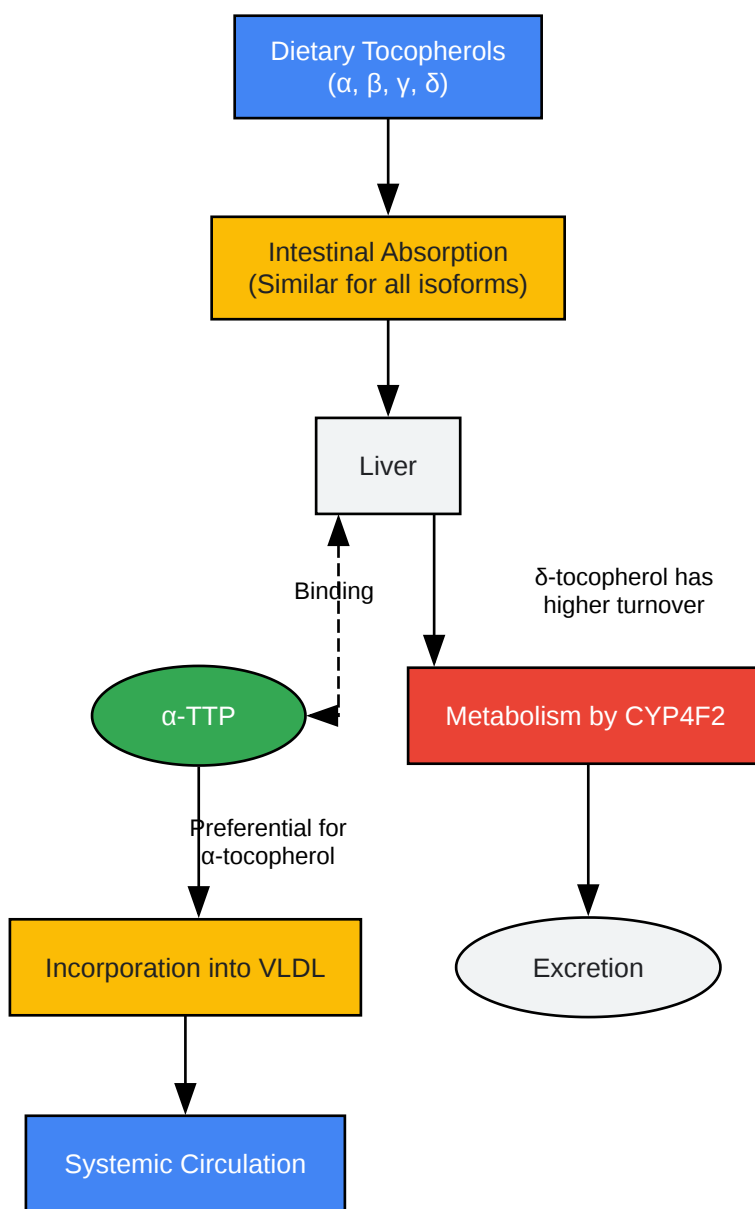 Dietary Tocopherols
(α, β, γ, δ)
Intestinal Absorption
(Similar for all isoforms)
Liver
Binding
δ-tocopherol has
higher turnover
α-TTP
Metabolism by CYP4F2
Preferential for
α-tocopherol
Incorporation into VLDL
Excretion
Systemic Circulation